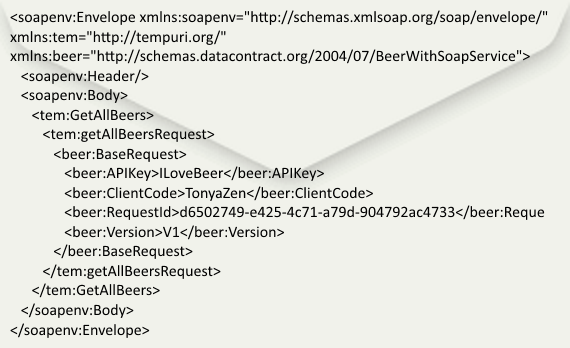 <soapenv:Envelope xmlns:soapenv="http://schemas.xmlsoap.org/soap/envelope/"
xmlns:tem="http://tempuri.org/"
xmlns:beer="http://schemas.datacontract.org/2004/07/BeerWithSoapService">
<soapenv:Header/>
<soapenv:Body>
<tem:GetAllBeers>
<tem:getAllBeersRequest>
<beer:BaseRequest>
<beer:APIKey>ILoveBeer</beer:APIKey>
<beer:ClientCode>TonyaZen</beer:ClientCode>
<beer:RequestId>d6502749-e425-4c71-a79d-904792ac4733</beer:Reque
<beer:Version>V1</beer:Version>
</beer:BaseRequest>
</tem:getAllBeersRequest>
</tem:GetAllBeers>
</soapenv:Body>
</soapenv:Envelope>